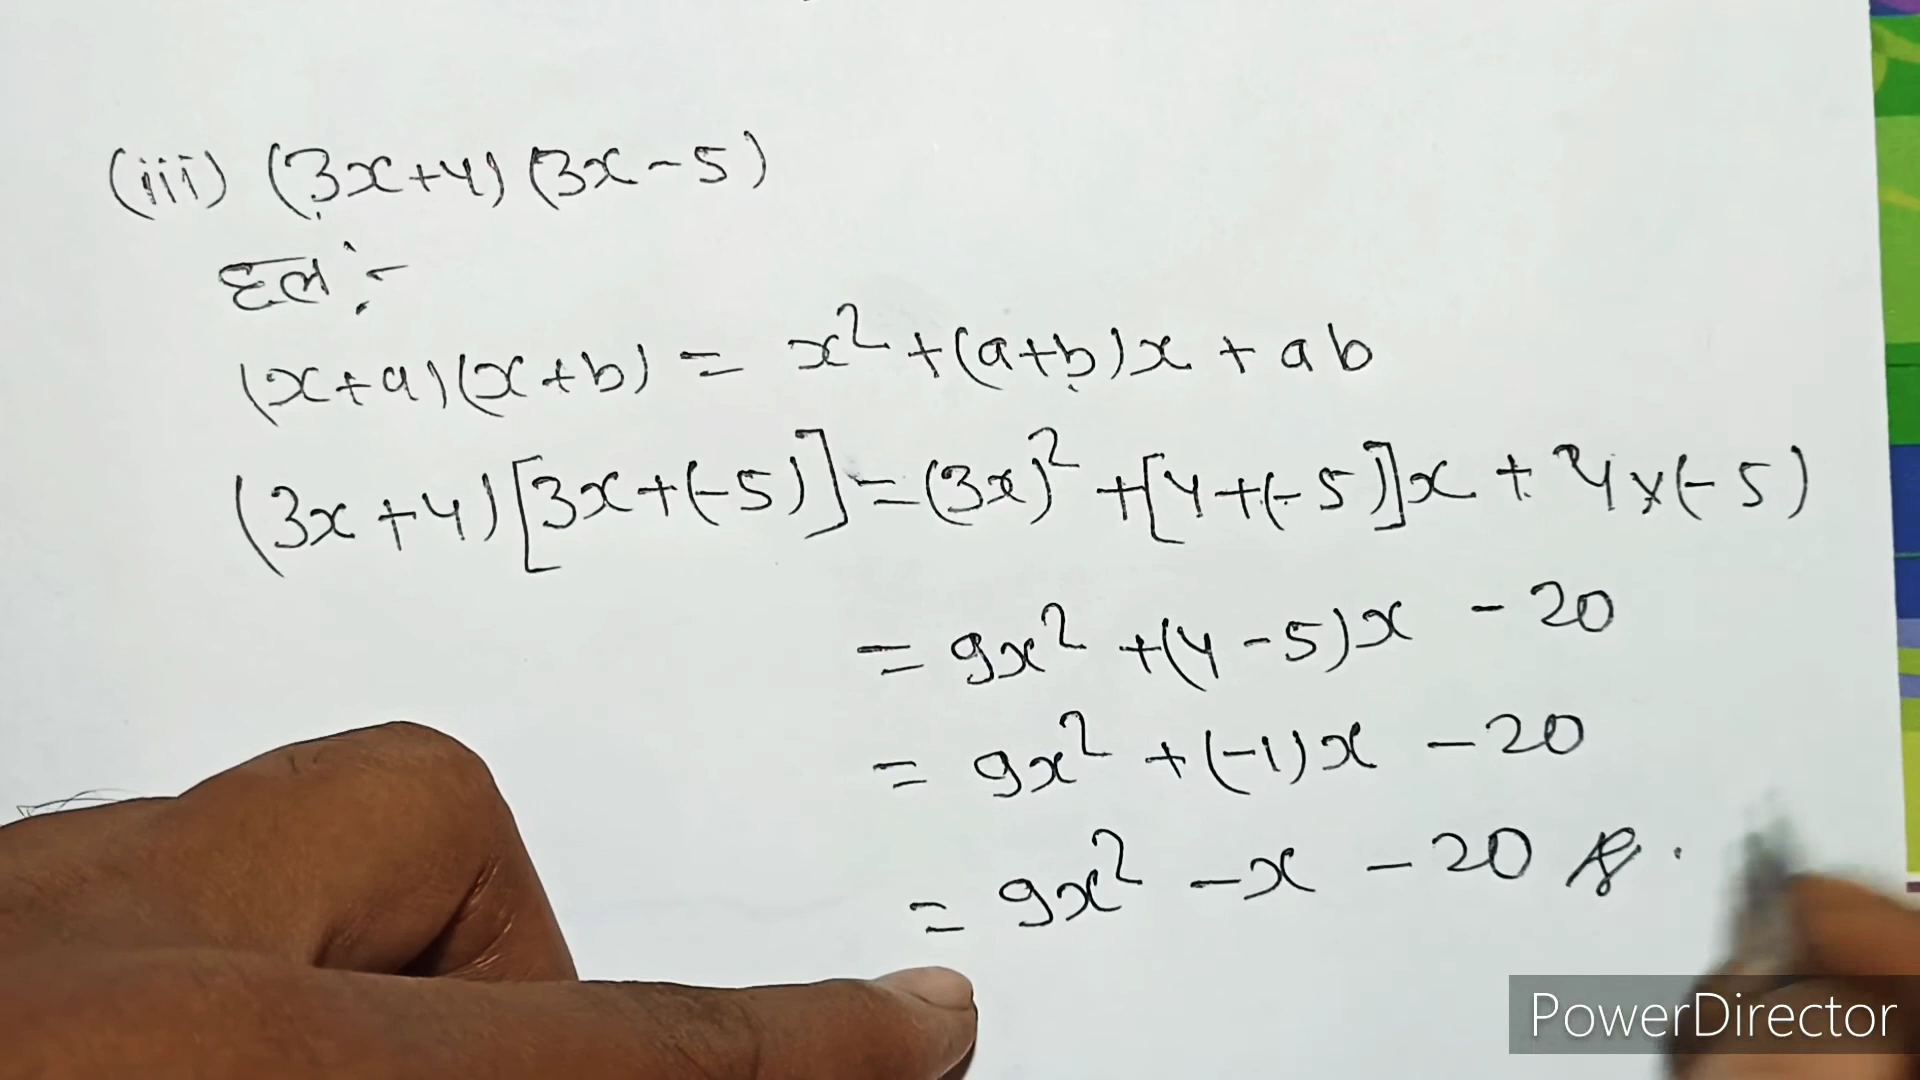 (iii) (3x+4) (3x-5)
हल :-
(x+a)(x+b) = x² +(a+b)x + ab
(3x+4)[3x+(-5)] = (3x)² +[4+(-5)]x + 4x(-5)
= 9x² +(4-5)x - 20
= 9x² +(-1)x - 20
= 9x² -x - 20
PowerDirector